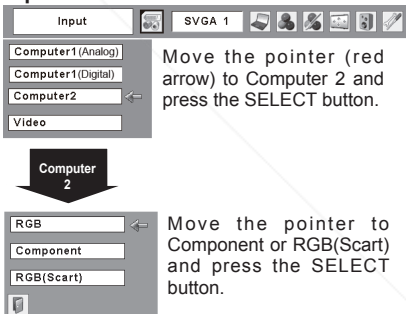 Input SVGA 1
Computer1(Analog)
Computer1(Digital)
Computer2
Video
Move the pointer (red
arrow) to Computer 2 and
press the SELECT button.
Computer
2
RGB
Component
RGB(Scart)
Move the pointer to
Component or RGB(Scart)
and press the SELECT
button.